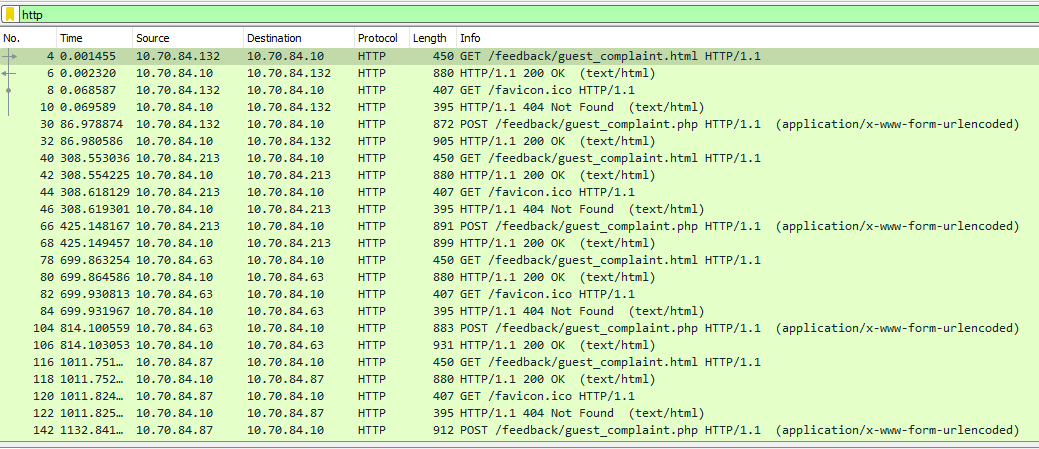 http
No. Time Source Destination Protocol Length Info
4 0.001455 10.70.84.132 10.70.84.10 HTTP 450 GET /feedback/guest_complaint.html HTTP/1.1
6 0.002320 10.70.84.10 10.70.84.132 HTTP 880 HTTP/1.1 200 OK (text/html)
8 0.068587 10.70.84.132 10.70.84.10 HTTP 407 GET /favicon.ico HTTP/1.1
10 0.069589 10.70.84.10 10.70.84.132 HTTP 395 HTTP/1.1 404 Not Found (text/html)
30 86.978874 10.70.84.132 10.70.84.10 HTTP 872 POST /feedback/guest_complaint.php HTTP/1.1 (application/x-www-form-urlencoded)
32 86.980586 10.70.84.10 10.70.84.132 HTTP 905 HTTP/1.1 200 OK (text/html)
40 308.553036 10.70.84.213 10.70.84.10 HTTP 450 GET /feedback/guest_complaint.html HTTP/1.1
42 308.554225 10.70.84.10 10.70.84.213 HTTP 880 HTTP/1.1 200 OK (text/html)
44 308.618129 10.70.84.213 10.70.84.10 HTTP 407 GET /favicon.ico HTTP/1.1
46 308.619301 10.70.84.10 10.70.84.213 HTTP 395 HTTP/1.1 404 Not Found (text/html)
66 425.148167 10.70.84.213 10.70.84.10 HTTP 891 POST /feedback/guest_complaint.php HTTP/1.1 (application/x-www-form-urlencoded)
68 425.149457 10.70.84.10 10.70.84.213 HTTP 899 HTTP/1.1 200 OK (text/html)
78 699.863254 10.70.84.63 10.70.84.10 HTTP 450 GET /feedback/guest_complaint.html HTTP/1.1
80 699.864586 10.70.84.10 10.70.84.63 HTTP 880 HTTP/1.1 200 OK (text/html)
82 699.930813 10.70.84.63 10.70.84.10 HTTP 407 GET /favicon.ico HTTP/1.1
84 699.931967 10.70.84.10 10.70.84.63 HTTP 395 HTTP/1.1 404 Not Found (text/html)
104 814.100559 10.70.84.63 10.70.84.10 HTTP 883 POST /feedback/guest_complaint.php HTTP/1.1 (application/x-www-form-urlencoded)
106 814.103053 10.70.84.10 10.70.84.63 HTTP 931 HTTP/1.1 200 OK (text/html)
116 1011.751… 10.70.84.87 10.70.84.10 HTTP 450 GET /feedback/guest_complaint.html HTTP/1.1
118 1011.752… 10.70.84.10 10.70.84.87 HTTP 880 HTTP/1.1 200 OK (text/html)
120 1011.824… 10.70.84.87 10.70.84.10 HTTP 407 GET /favicon.ico HTTP/1.1
122 1011.825… 10.70.84.10 10.70.84.87 HTTP 395 HTTP/1.1 404 Not Found (text/html)
142 1132.841… 10.70.84.87 10.70.84.10 HTTP 912 POST /feedback/guest_complaint.php HTTP/1.1 (application/x-www-form-urlencoded)